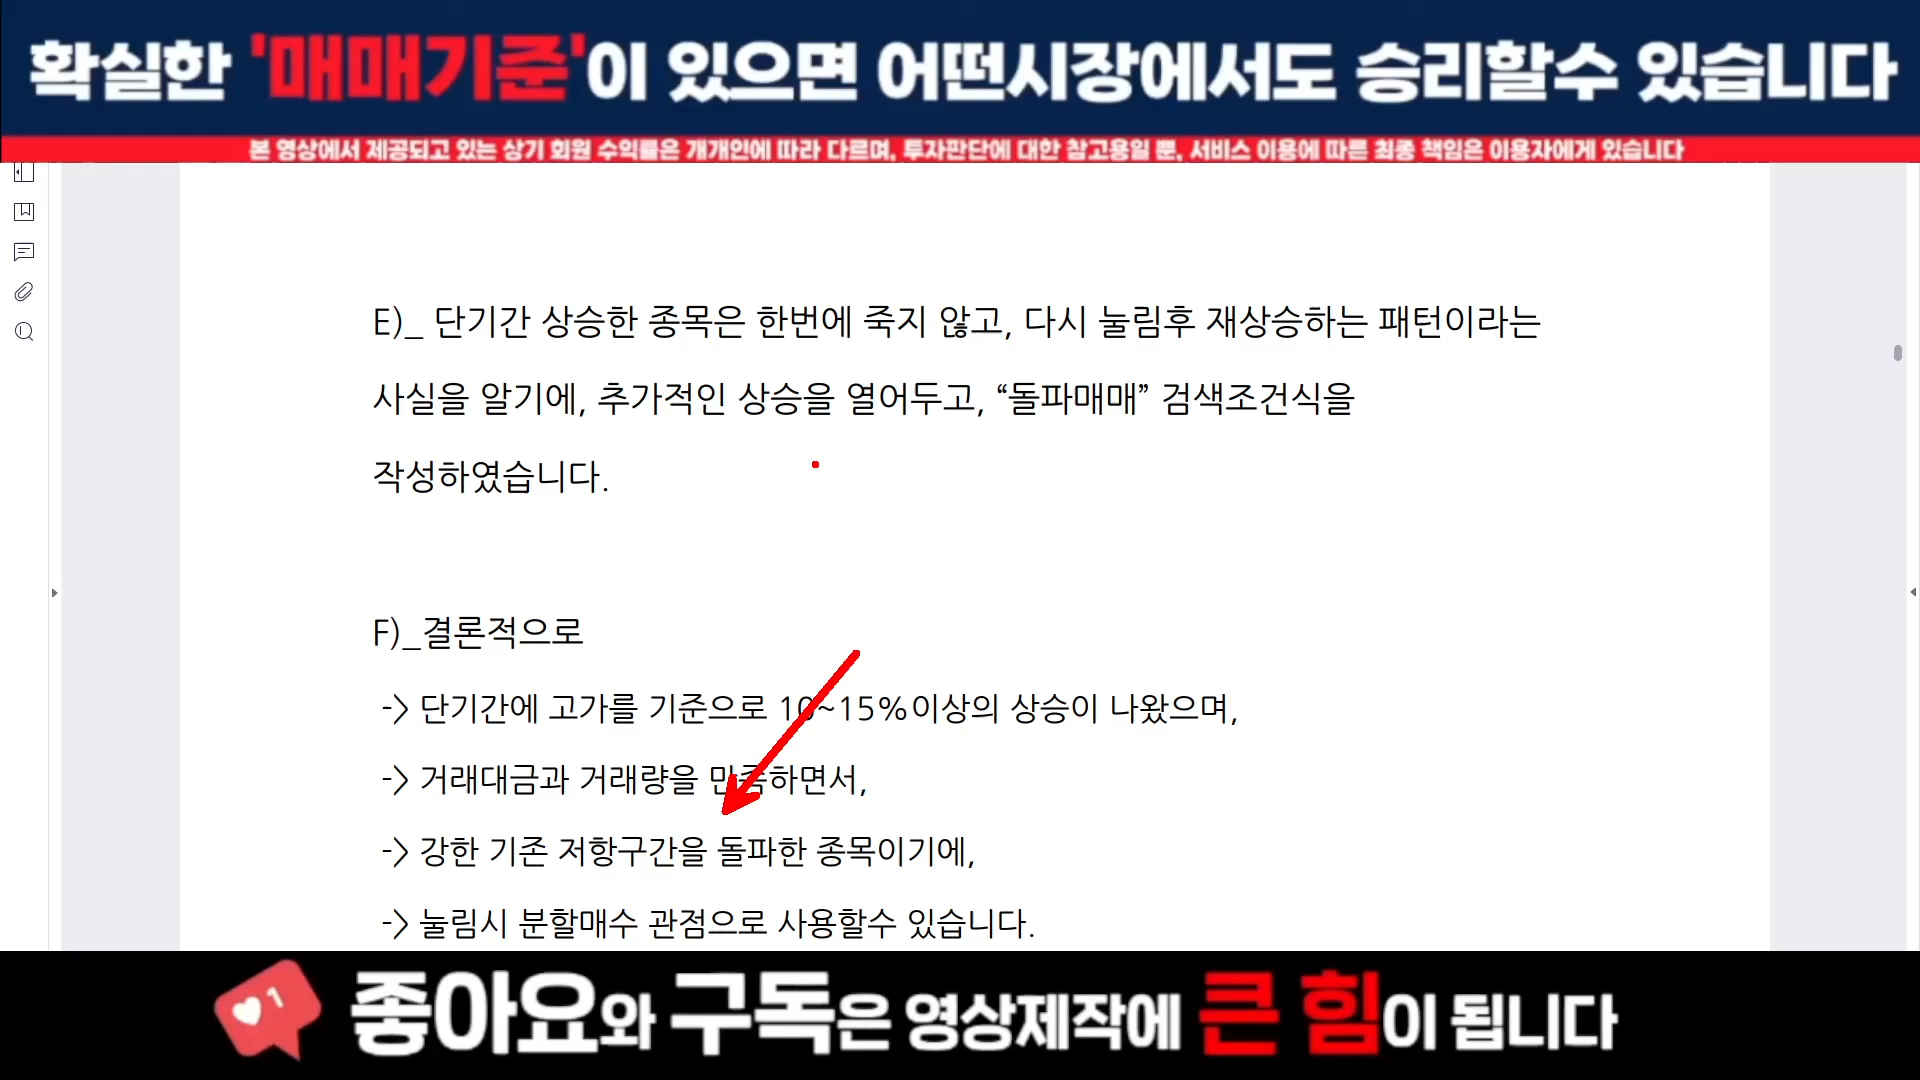 확실한 '매매기준'이 있으면 어떤시장에서도 승리할수 있습니다
본 영상에서 제공되고 있는 상기 회원 수익률은 개개인에 따라 다르며, 투자판단에 대한 참고용일 뿐, 서비스 이용에 따른 최종 책임은 이용자에게 있습니다
E)_ 단기간 상승한 종목은 한번에 죽지 않고, 다시 눌림후 재상승하는 패턴이라는
사실을 알기에, 추가적인 상승을 열어두고, “돌파매매” 검색조건식을
작성하였습니다.
F)_결론적으로
-> 단기간에 고가를 기준으로 10~15%이상의 상승이 나왔으며,
-> 거래대금과 거래량을 만족하면서,
-> 강한 기존 저항구간을 돌파한 종목이기에,
-> 눌림시 분할매수 관점으로 사용할수 있습니다.
1
좋아요와 구독은 영상제작에 큰 힘이 됩니다